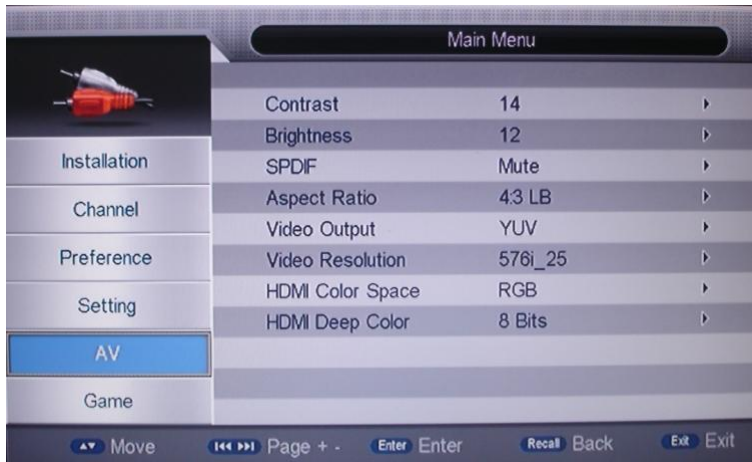 Main Menu
Contrast 14
Brightness 12
Installation
SPDIF Mute
Aspect Ratio 4:3 LB
Channel
Video Output YUV
Preference
Video Resolution 576i_25
HDMI Color Space RGB
Setting
HDMI Deep Color 8 Bits
AV
Game
Move Page + - Enter Enter Recall Back Exit Exit